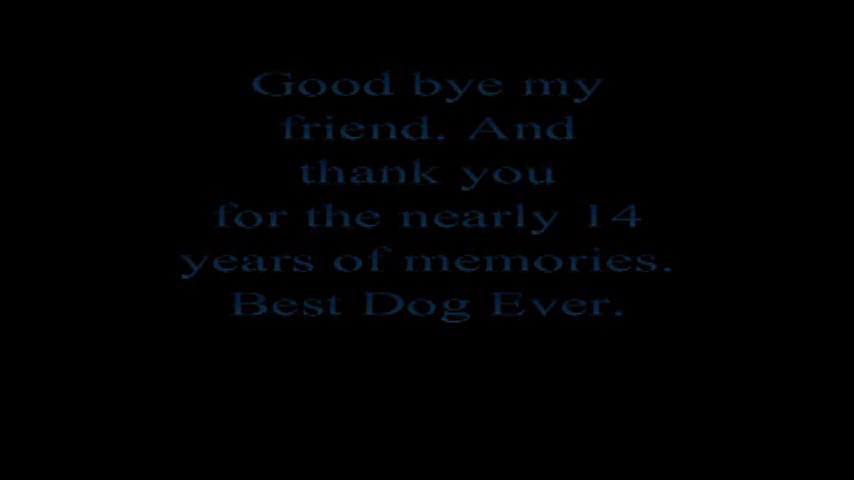 Good bye my
friend. And
thank you
for the nearly 14
years of memories.
Best Dog Ever.